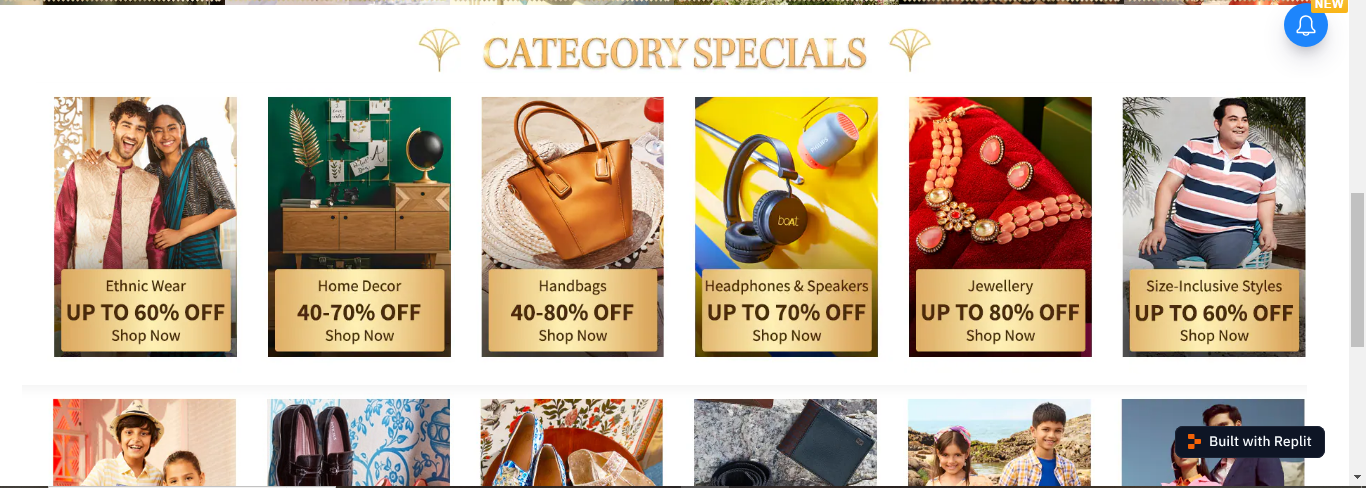 NEW
CATEGORY SPECIALS
Ethnic Wear
UP TO 60% OFF
Shop Now
Home Decor
40-70% OFF
Shop Now
Handbags
40-80% OFF
Shop Now
boAt
Headphones & Speakers
UP TO 70% OFF
Shop Now
Jewellery
UP TO 80% OFF
Shop Now
Size-Inclusive Styles
UP TO 60% OFF
Shop Now
Built with Replit